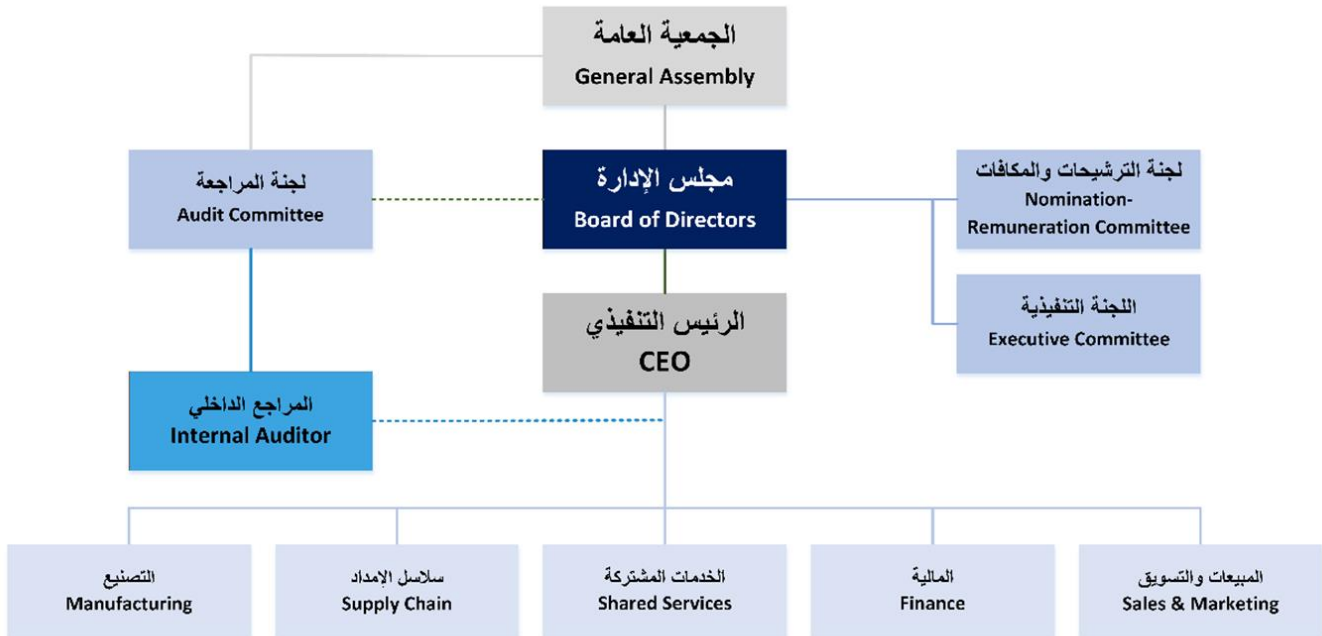 الجمعية العامة
General Assembly
لجنة المراجعة
Audit Committee
مجلس الإدارة
Board of Directors
لجنة الترشيحات والمكافات
Nomination-
Remuneration Committee
اللجنة التنفيذية
Executive Committee
الرئيس التنفيذي
CEO
المراجع الداخلي
Internal Auditor
التصنيع
Manufacturing
سلاسل الإمداد
Supply Chain
الخدمات المشتركة
Shared Services
المالية
Finance
المبيعات والتسويق
Sales & Marketing